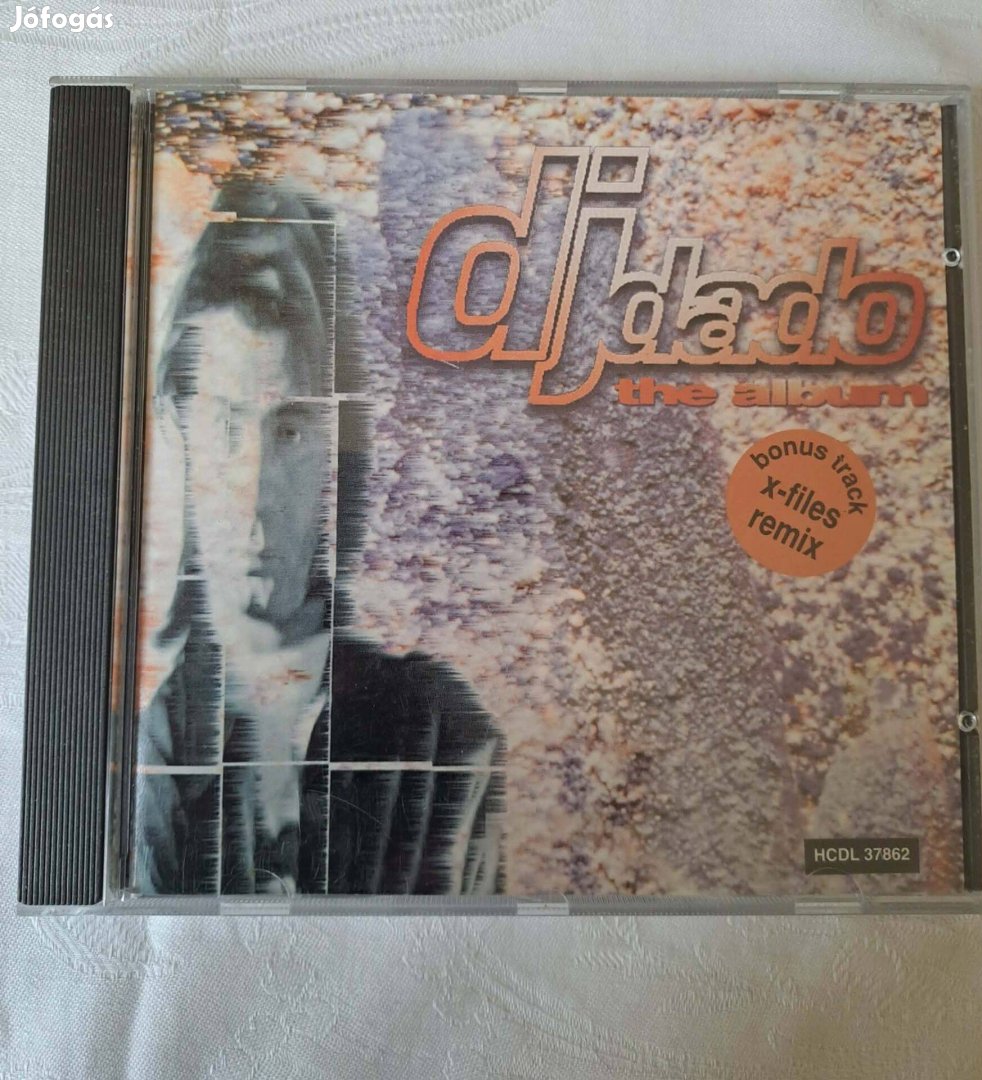 Jófogás
dj dado
the album
bonus track
x-files
remix
HCDL 37862